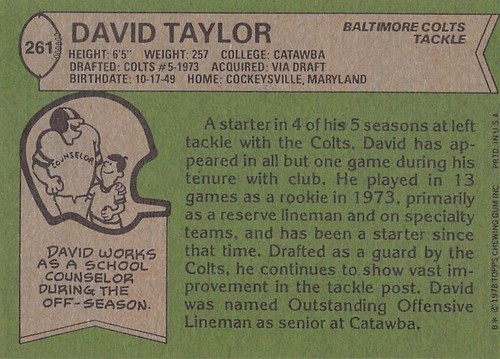 261
DAVID TAYLOR
BALTIMORE COLTS
TACKLE
HEIGHT: 6'5" WEIGHT: 257 COLLEGE: CATAWBA
DRAFTED: COLTS #5-1973 ACQUIRED: VIA DRAFT
BIRTHDATE: 10-17-49 HOME: COCKEYSVILLE, MARYLAND
COUNSELOR
DAVID WORKS
AS A SCHOOL
COUNSELOR
DURING THE
OFF-SEASON.
A starter in 4 of his 5 seasons at left
tackle with the Colts. David has ap-
peared in all but one game during his
tenure with club. He played in 13
games as a rookie in 1973, primarily
as a reserve lineman and on specialty
teams, and has been a starter since
that time. Drafted as a guard by the
Colts, he continues to show vast im-
provement in the tackle post. David
was named Outstanding Offensive
Lineman as senior at Catawba.
B* © 1978 TOPPS CHEWING GUM INC. PRTD. IN U.S.A.